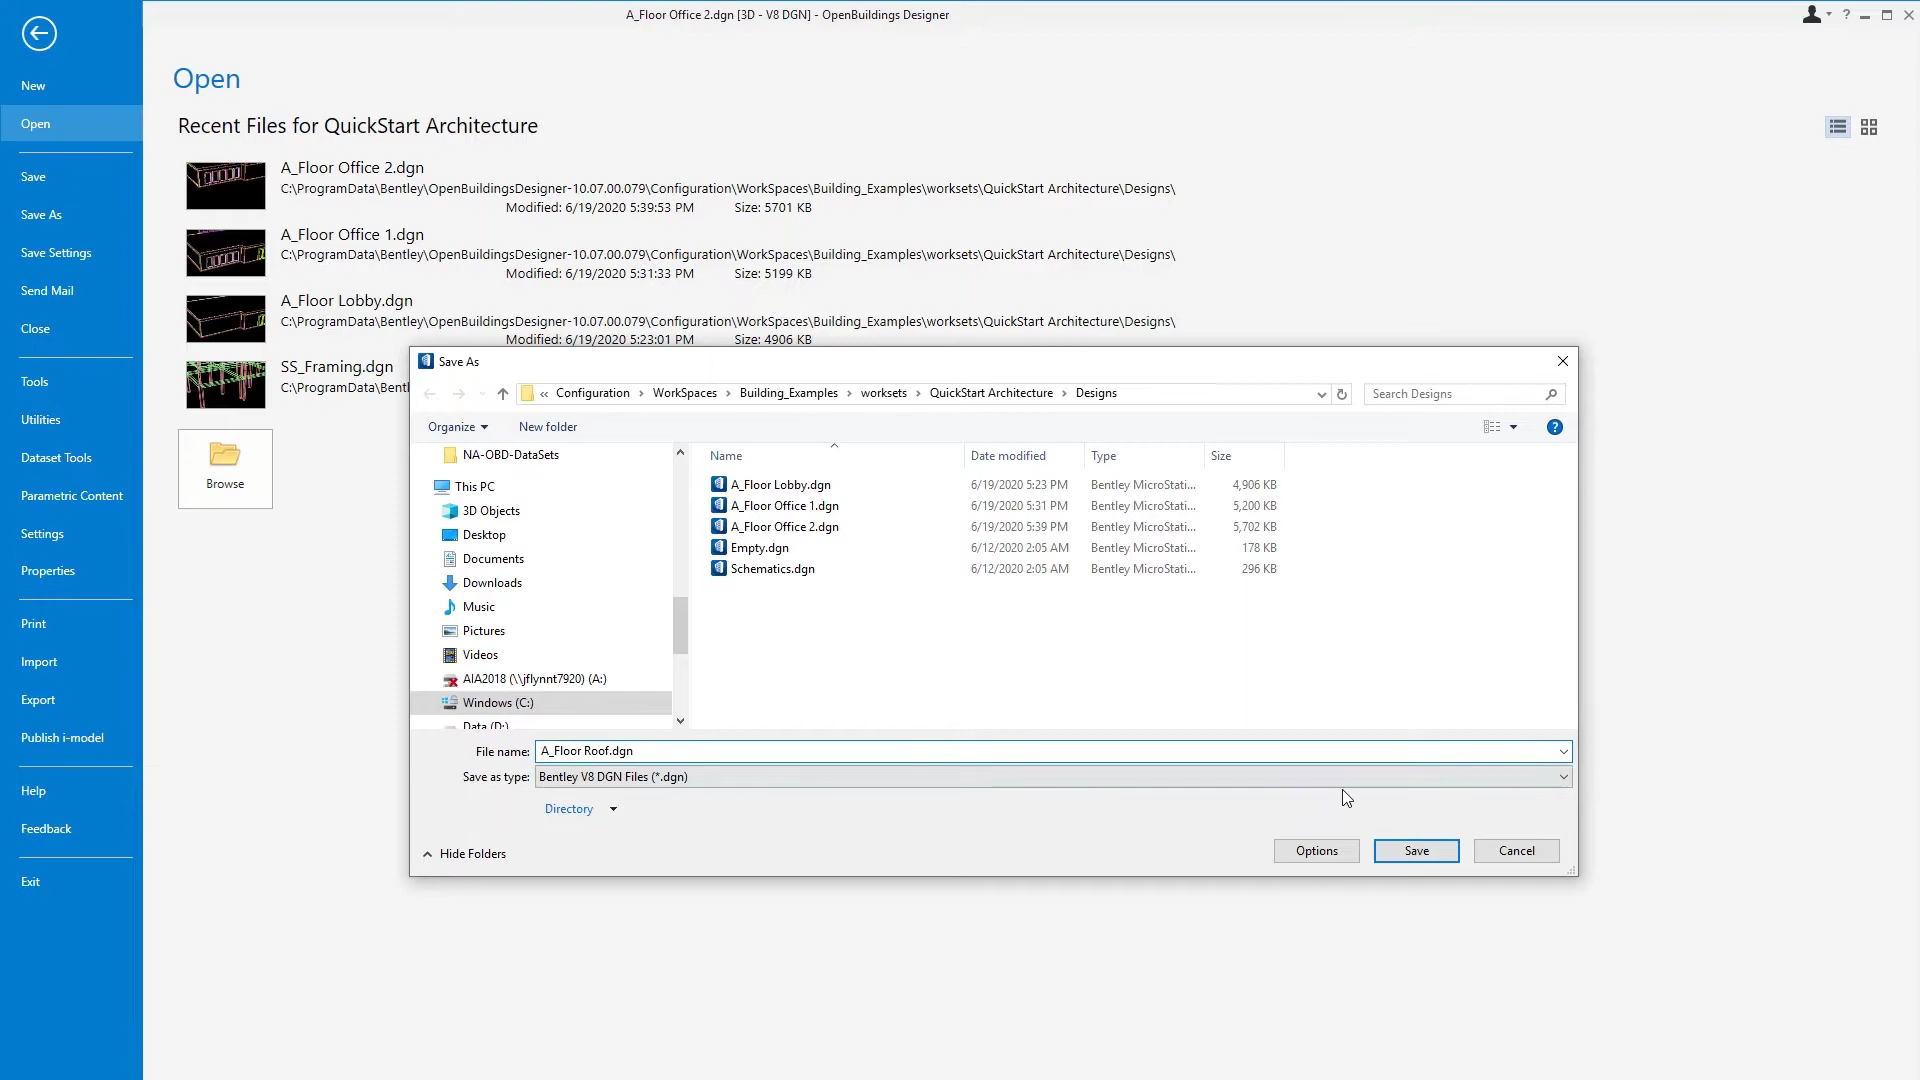 A_Floor Office 2.dgn [3D - V8 DGN] - OpenBuildings Designer
?
New
Open
Save
Save As
Save Settings
Send Mail
Close
Tools
Utilities
Dataset Tools
Parametric Content
Settings
Properties
Print
Import
Export
Publish i-model
Help
Feedback
Exit
Open
Recent Files for QuickStart Architecture
A_Floor Office 2.dgn
C:\ProgramData\Bentley\OpenBuildingsDesigner-10.07.00.079\Configuration\WorkSpaces\Building_Examples\worksets\QuickStart Architecture\Designs\
Modified: 6/19/2020 5:39:53 PM Size: 5701 KB
A_Floor Office 1.dgn
C:\ProgramData\Bentley\OpenBuildingsDesigner-10.07.00.079\Configuration\WorkSpaces\Building_Examples\worksets\QuickStart Architecture\Designs\
Modified: 6/19/2020 5:31:33 PM Size: 5199 KB
A_Floor Lobby.dgn
C:\ProgramData\Bentley\OpenBuildingsDesigner-10.07.00.079\Configuration\WorkSpaces\Building_Examples\worksets\QuickStart Architecture\Designs\
Modified: 6/19/2020 5:23:01 PM Size: 4906 KB
SS_Framing.dgn
C:\ProgramData\Bentl
Browse
Save As
« Configuration › WorkSpaces › Building_Examples › worksets › QuickStart Architecture › Designs
Search Designs
Organize New folder
?
NA-OBD-DataSets
This PC
3D Objects
Desktop
Documents
Downloads
Music
Pictures
Videos
AIA2018 (\\jflynnt7920) (A:)
Windows (C:)
Data (D:)
Name Date modified Type Size
A_Floor Lobby.dgn 6/19/2020 5:23 PM Bentley MicroStati... 4,906 KB
A_Floor Office 1.dgn 6/19/2020 5:31 PM Bentley MicroStati... 5,200 KB
A_Floor Office 2.dgn 6/19/2020 5:39 PM Bentley MicroStati... 5,702 KB
Empty.dgn 6/12/2020 2:05 AM Bentley MicroStati... 178 KB
Schematics.dgn 6/12/2020 2:05 AM Bentley MicroStati... 296 KB
File name: A_Floor Roof.dgn
Save as type: Bentley V8 DGN Files (*.dgn)
Directory
Hide Folders
Options Save Cancel